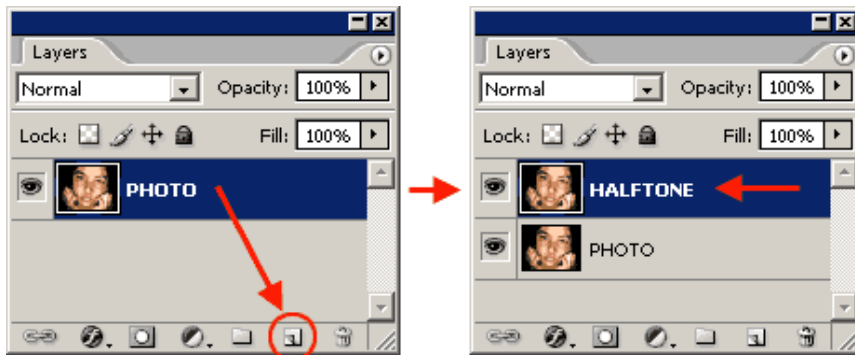 Layers
Normal Opacity: 100%
Lock: Fill: 100%
PHOTO
Layers
Normal Opacity: 100%
Lock: Fill: 100%
HALFTONE
PHOTO